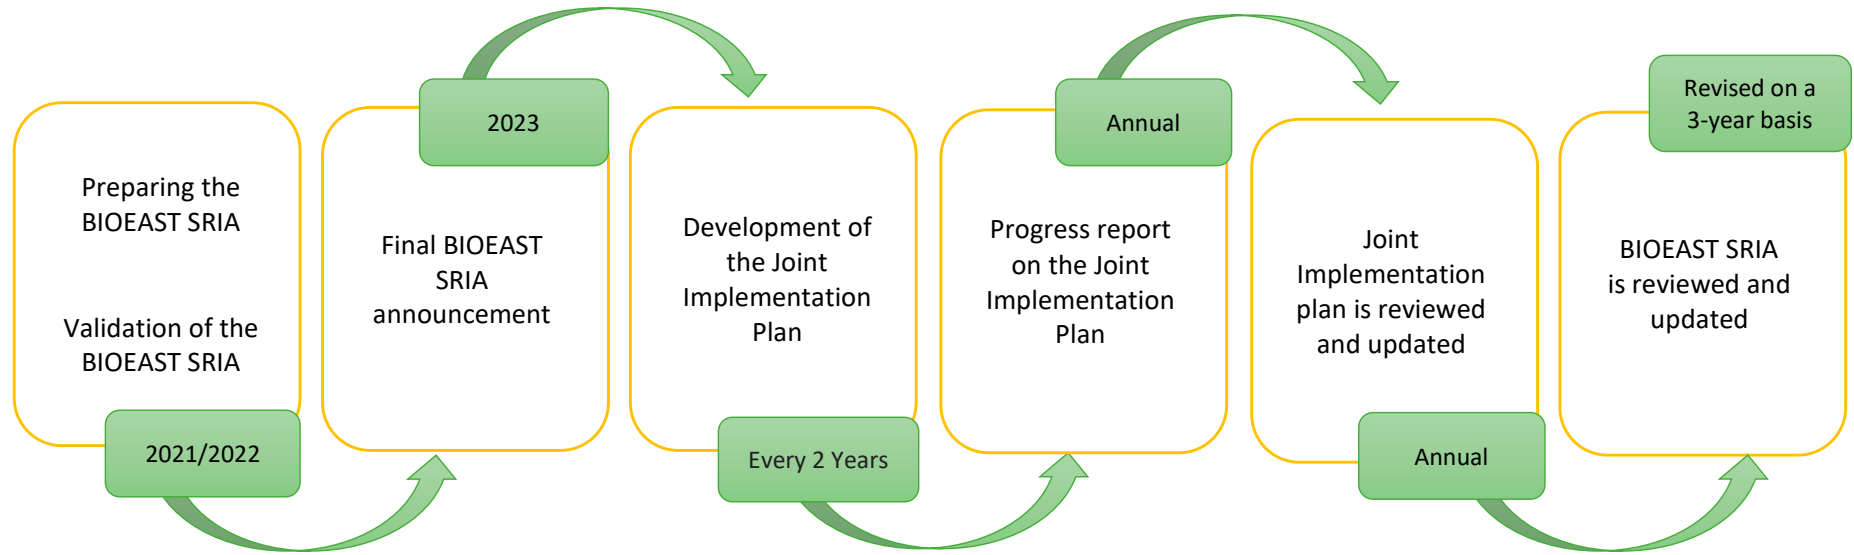 Preparing the
BIOEAST SRIA
Validation of the
BIOEAST SRIA
2021/2022
2023
Final BIOEAST
SRIA
announcement
Development of
the Joint
Implementation
Plan
Every 2 Years
Annual
Progress report
on the Joint
Implementation
Plan
Joint
Implementation
plan is reviewed
and updated
Annual
Revised on a
3-year basis
BIOEAST SRIA
is reviewed and
updated